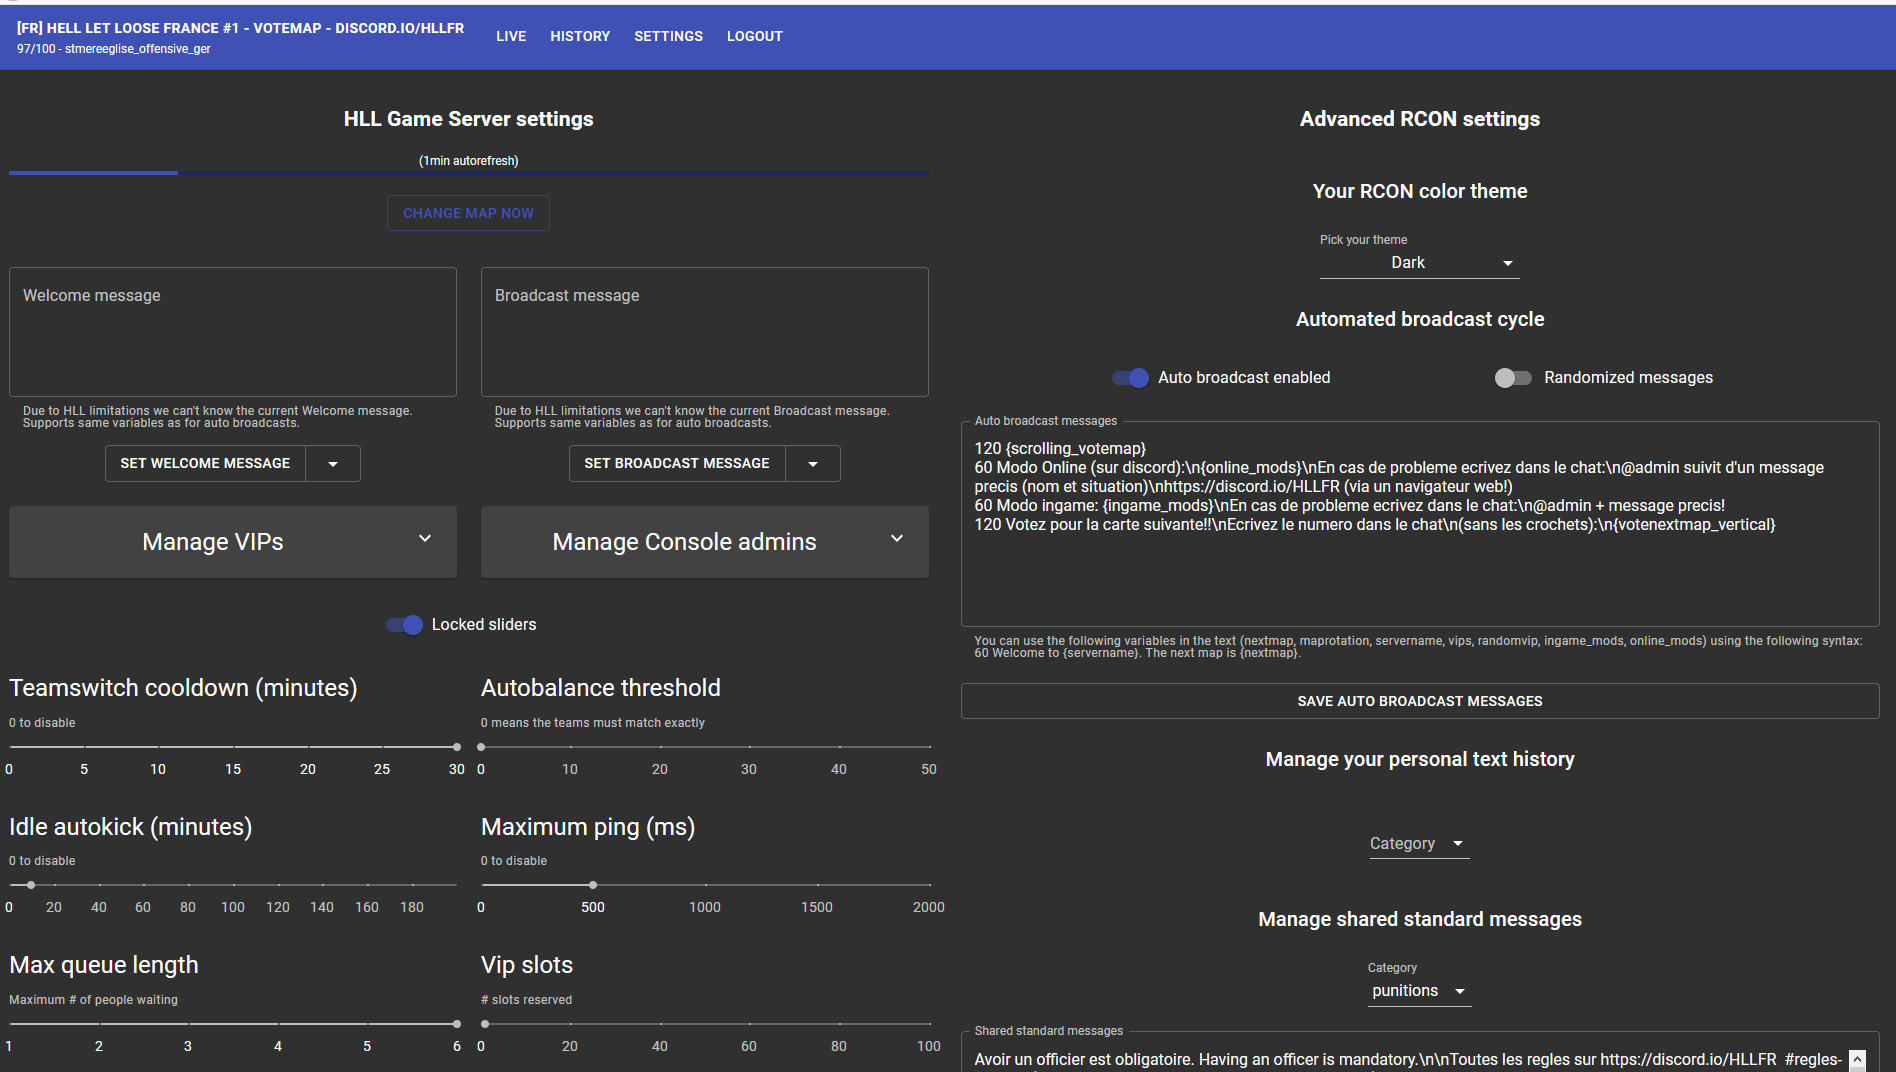 [FR] HELL LET LOOSE FRANCE #1 - VOTEMAP - DISCORD.IO/HLLFR
97/100 - stmereeglise_offensive_ger
LIVE HISTORY SETTINGS LOGOUT
HLL Game Server settings
(1min autorefresh)
CHANGE MAP NOW
Welcome message
Due to HLL limitations we can't know the current Welcome message.
Supports same variables as for auto broadcasts.
SET WELCOME MESSAGE
Broadcast message
Due to HLL limitations we can't know the current Broadcast message.
Supports same variables as for auto broadcasts.
SET BROADCAST MESSAGE
Manage VIPs
Manage Console admins
Locked sliders
Teamswitch cooldown (minutes)
0 to disable
0 5 10 15 20 25 30
Autobalance threshold
0 means the teams must match exactly
0 10 20 30 40 50
Idle autokick (minutes)
0 to disable
0 20 40 60 80 100 120 140 160 180
Maximum ping (ms)
0 to disable
0 500 1000 1500 2000
Max queue length
Maximum # of people waiting
1 2 3 4 5 6
Vip slots
# slots reserved
0 20 40 60 80 100
Advanced RCON settings
Your RCON color theme
Pick your theme
Dark
Automated broadcast cycle
Auto broadcast enabled
Randomized messages
Auto broadcast messages
120 {scrolling_votemap}
60 Modo Online (sur discord):\n{online_mods}\nEn cas de probleme ecrivez dans le chat:\n@admin suivit d'un message
precis (nom et situation)\nhttps://discord.io/HLLFR (via un navigateur web!)
60 Modo ingame: {ingame_mods}\nEn cas de probleme ecrivez dans le chat:\n@admin + message precis!
120 Votez pour la carte suivante!!\nEcrivez le numero dans le chat\n(sans les crochets):\n{votenextmap_vertical}
You can use the following variables in the text (nextmap, maprotation, servername, vips, randomvip, ingame_mods, online_mods) using the following syntax:
60 Welcome to {servername}. The next map is {nextmap}.
SAVE AUTO BROADCAST MESSAGES
Manage your personal text history
Category
Manage shared standard messages
Category
punitions
Shared standard messages
Avoir un officier est obligatoire. Having an officer is mandatory.\n\nToutes les regles sur https://discord.io/HLLFR #regles-